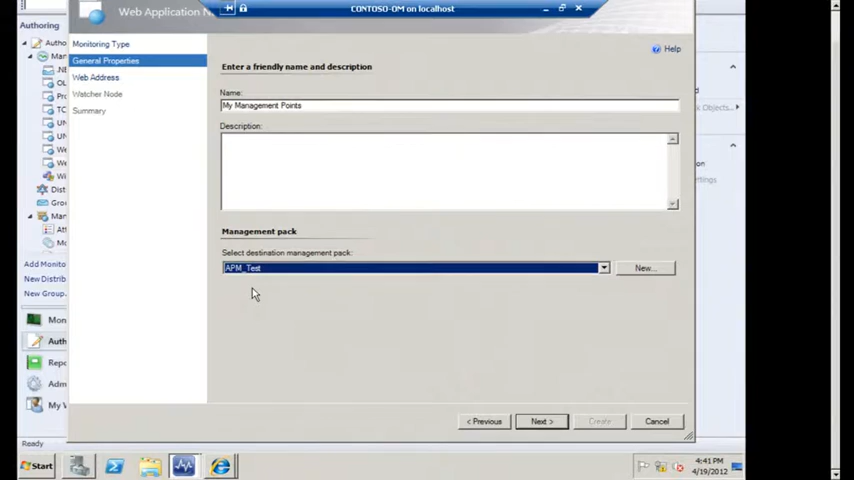 CONTOSO-OM on localhost
Authoring
Web Application
Monitoring Type
General Properties
Web Address
Watcher Node
Summary
Help
Enter a friendly name and description
Name:
My Management Points
Description:
Management pack
Select destination management pack:
APM_Test
New...
Add Monito
New Distrib
New Group.
Objects...
< Previous
Next >
Create
Cancel
Ready
Start
4:41 PM
4/19/2012